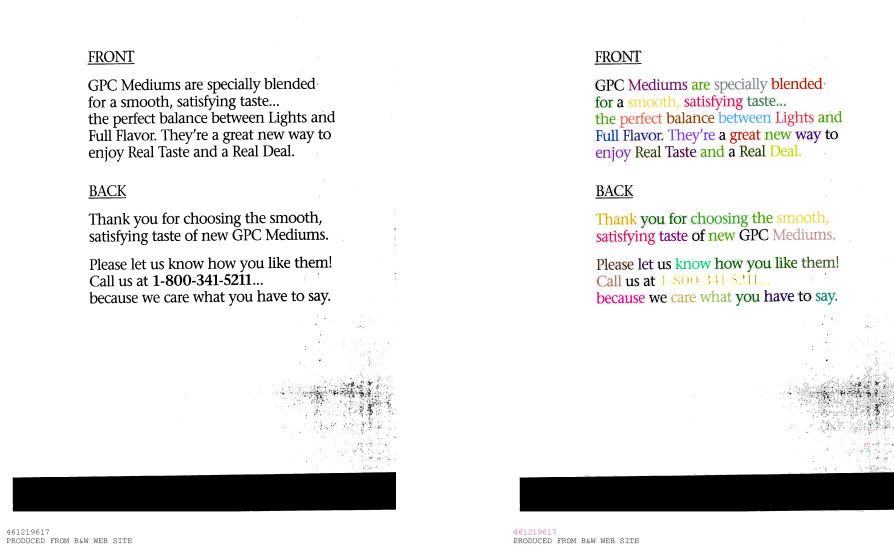 FRONT
GPC Mediums are specially blended
for a smooth, satisfying taste...
the perfect balance between Lights and
Full Flavor. They're a great new way to
enjoy Real Taste and a Real Deal.
BACK
Thank you for choosing the smooth,
satisfying taste of new GPC Mediums.
Please let us know how you like them!
Call us at 1-800-341-5211...
because we care what you have to say.
461219617
PRODUCED FROM B&W WEB SITE
FRONT
GPC Mediums are specially blended
for a smooth, satisfying taste...
the perfect balance between Lights and
Full Flavor. They're a great new way to
enjoy Real Taste and a Real Deal.
BACK
Thank you for choosing the smooth,
satisfying taste of new GPC Mediums.
Please let us know how you like them!
Call us at 1-800-341-5211...
because we care what you have to say.
461219617
PRODUCED FROM B&W WEB SITE